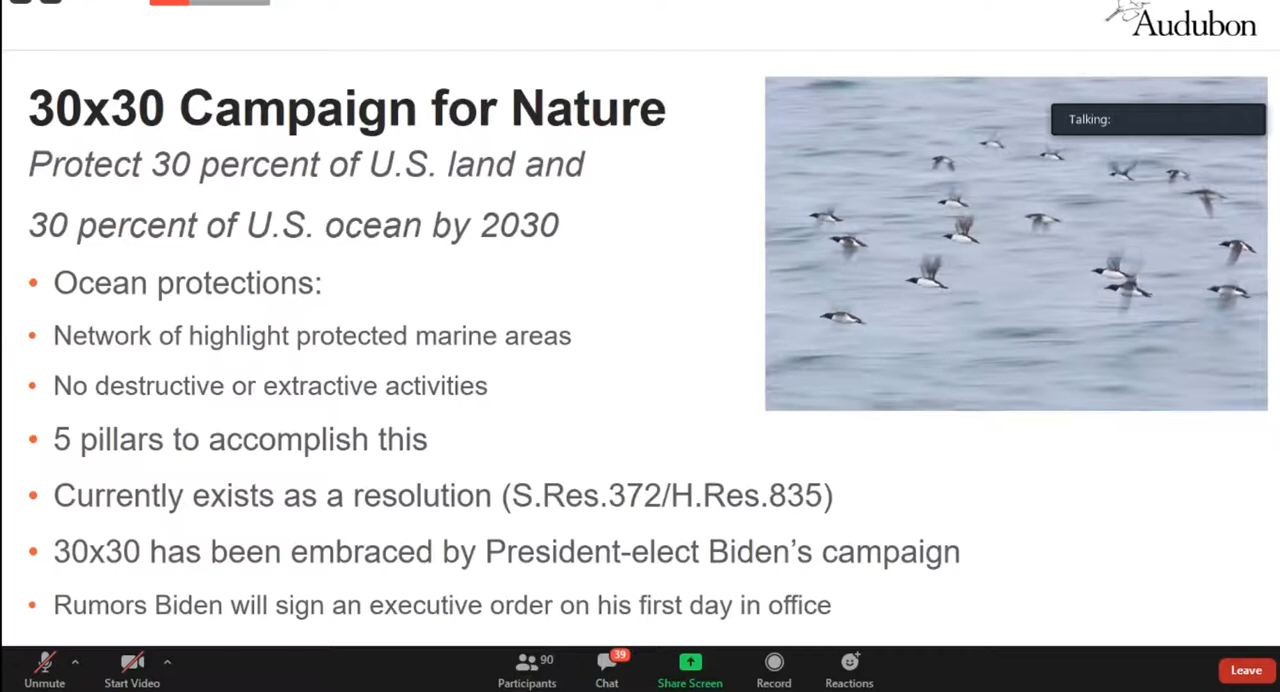 Audubon
30x30 Campaign for Nature
Protect 30 percent of U.S. land and
30 percent of U.S. ocean by 2030
Talking:
• Ocean protections:
• Network of highlight protected marine areas
• No destructive or extractive activities
• 5 pillars to accomplish this
• Currently exists as a resolution (S.Res.372/H.Res.835)
• 30x30 has been embraced by President-elect Biden’s campaign
• Rumors Biden will sign an executive order on his first day in office
90
39
Unmute
Start Video
Participants
Chat
Share Screen
Record
Reactions
Leave